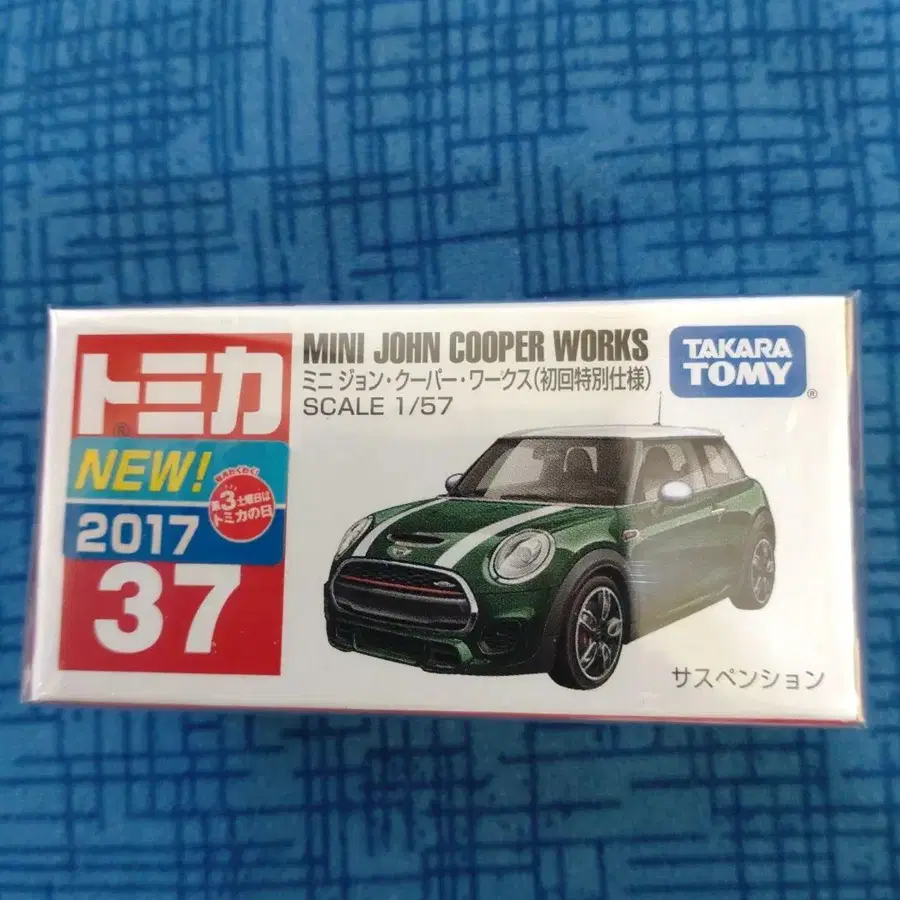 トミカ
®
NEW!
2017
37
第3土曜日は
トミカの日
MINI JOHN COOPER WORKS
ミニ ジョン・クーパー・ワークス(初回特別仕様)
SCALE 1/57
TAKARA
TOMY
®
サスペンション